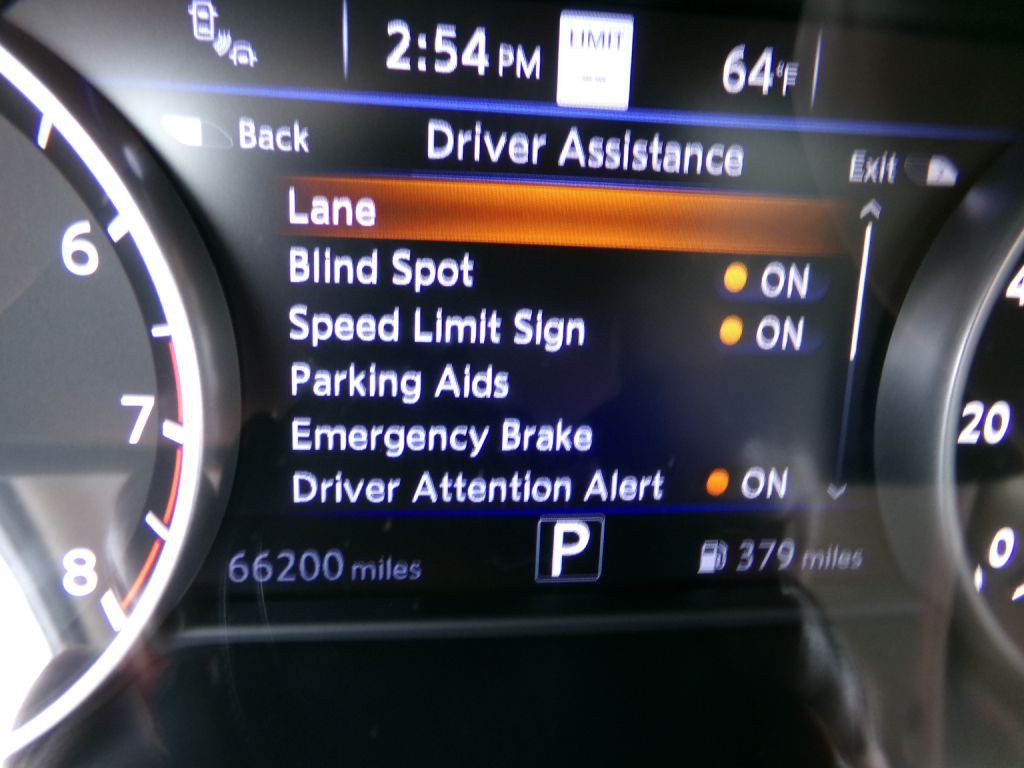 2:54 PM LIMIT 64°F
Back Driver Assistance Exit
Lane
Blind Spot ON
Speed Limit Sign ON
Parking Aids
Emergency Brake
Driver Attention Alert ON
66200 miles P 379 miles
6
7
8
20
0